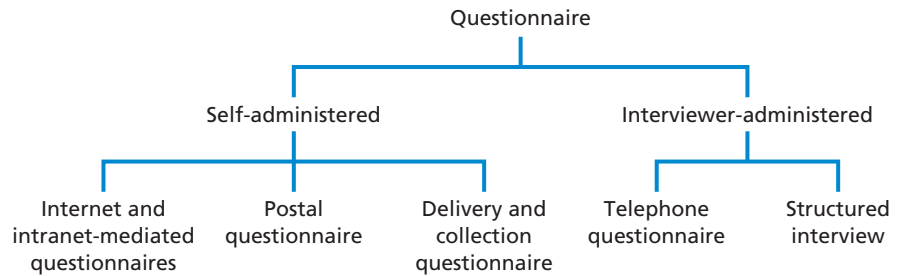 Questionnaire
Self-administered
Interviewer-administered
Internet and
intranet-mediated
questionnaires
Postal
questionnaire
Delivery and
collection
questionnaire
Telephone
questionnaire
Structured
interview